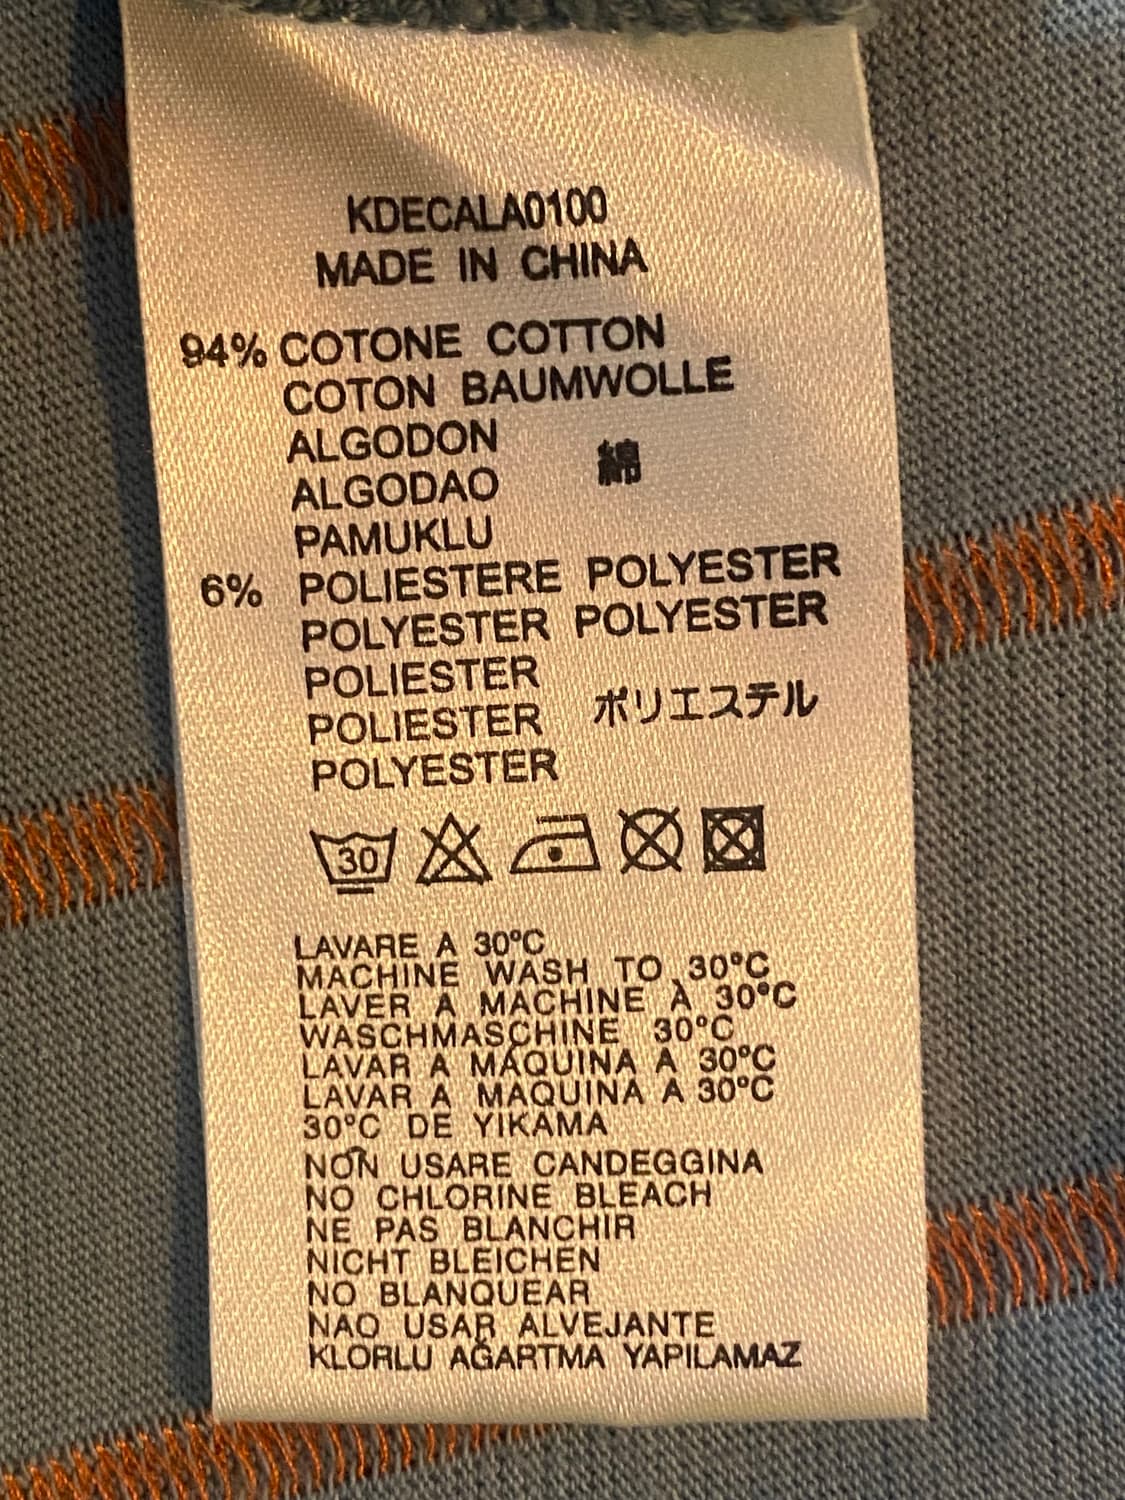 KDECALA0100
MADE IN CHINA
94% COTONE COTTON
COTON BAUMWOLLE
ALGODON
綿
ALGODAO
PAMUKLU
6% POLIESTERE POLYESTER
POLYESTER POLYESTER
POLIESTER
POLIESTER ポリエステル
POLYESTER
30
LAVARE A 30°C
MACHINE WASH TO 30°C
LAVER A MACHINE À 30°C
WASCHMASCHINE 30°C
LAVAR A MÁQUINA A 30°C
LAVAR A MAQUINA A 30°C
30°C DE YIKAMA
NON USARE CANDEGGINA
NO CHLORINE BLEACH
NE PAS BLANCHIR
NICHT BLEICHEN
NO BLANQUEAR
NAO USAR ALVEJANTE
KLORLU AĞARTMA YAPILAMAZ